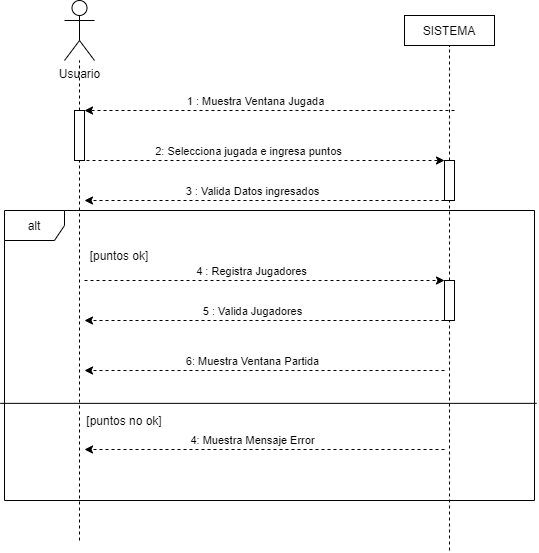 SISTEMA
Usuario
1 : Muestra Ventana Jugada
2: Selecciona jugada e ingresa puntos
3 : Valida Datos ingresados
alt
[puntos ok]
4 : Registra Jugadores
5 : Valida Jugadores
6: Muestra Ventana Partida
[puntos no ok]
4: Muestra Mensaje Error